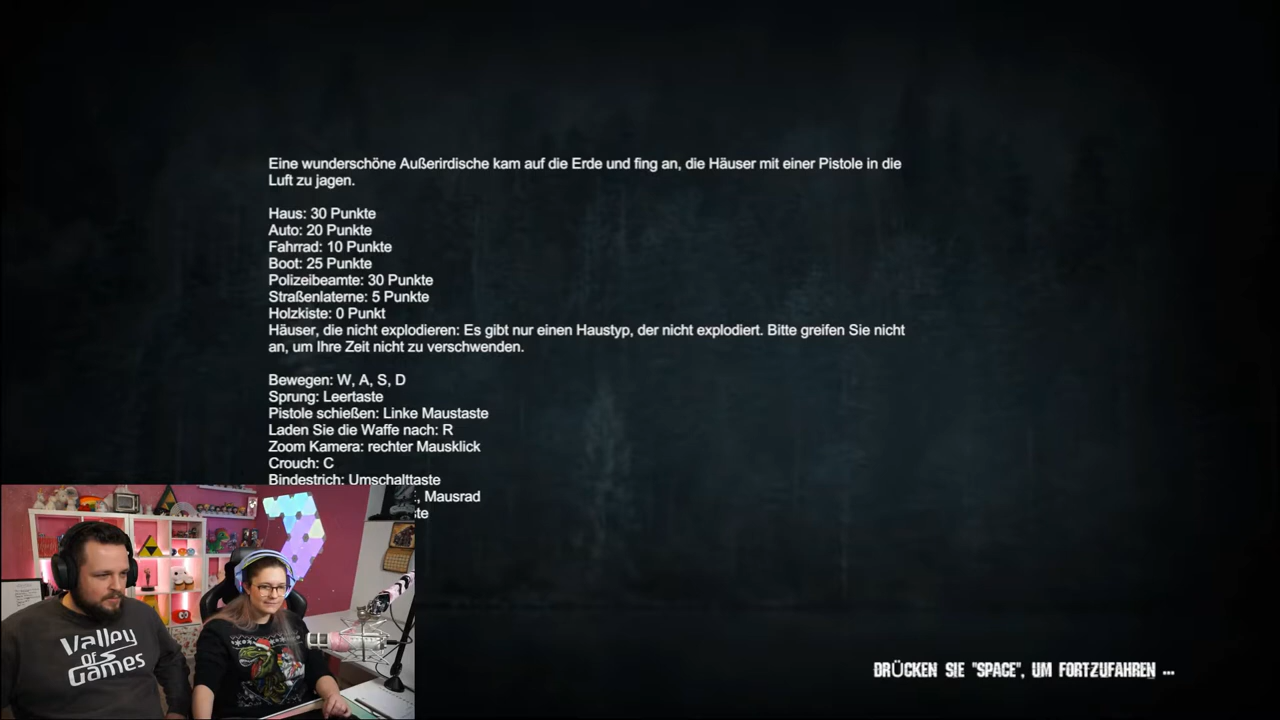 Eine wunderschöne Außerirdische kam auf die Erde und fing an, die Häuser mit einer Pistole in die
Luft zu jagen.
Haus: 30 Punkte
Auto: 20 Punkte
Fahrrad: 10 Punkte
Boot: 25 Punkte
Polizeibeamte: 30 Punkte
Straßenlaterne: 5 Punkte
Holzkiste: 0 Punkt
Häuser, die nicht explodieren: Es gibt nur einen Haustyp, der nicht explodiert. Bitte greifen Sie nicht
an, um Ihre Zeit nicht zu verschwenden.
Bewegen: W, A, S, D
Sprung: Leertaste
Pistole schießen: Linke Maustaste
Laden Sie die Waffe nach: R
Zoom Kamera: rechter Mausklick
Crouch: C
Bindestrich: Umschalttaste
Mausrad
Valley
of
Games
DRÜCKEN SIE "SPACE", UM FORTZUFAHREN ...